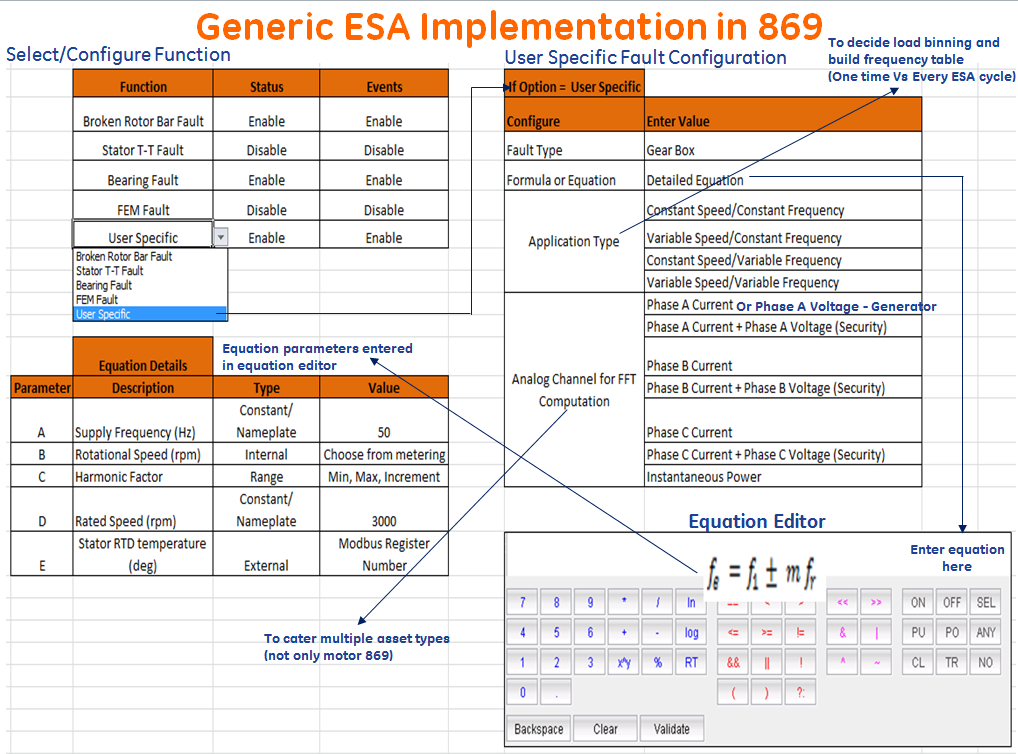 Generic ESA Implementation in 869
Select/Configure Function
User Specific Fault Configuration
To decide load binning and
build frequency table
(One time Vs Every ESA cycle)
Function Status Events
Broken Rotor Bar Fault Enable Enable
Stator T-T Fault Disable Disable
Bearing Fault Enable Enable
FEM Fault Disable Disable
User Specific Enable Enable
Broken Rotor Bar Fault
Stator T-T Fault
Bearing Fault
FEM Fault
User Specific
If Option = User Specific
Configure Enter Value
Fault Type Gear Box
Formula or Equation Detailed Equation
Application Type
Constant Speed/Constant Frequency
Variable Speed/Constant Frequency
Constant Speed/Variable Frequency
Variable Speed/Variable Frequency
Analog Channel for FFT
Computation
Phase A Current Or Phase A Voltage - Generator
Phase A Current + Phase A Voltage (Security)
Phase B Current
Phase B Current + Phase B Voltage (Security)
Phase C Current
Phase C Current + Phase C Voltage (Security)
Instantaneous Power
Equation Details
Equation parameters entered
in equation editor
Parameter Description Type Value
A Supply Frequency (Hz) Constant/
Nameplate 50
B Rotational Speed (rpm) Internal Choose from metering
C Harmonic Factor Range Min, Max, Increment
D Rated Speed (rpm) Constant/
Nameplate 3000
E Stator RTD temperature
(deg) External Modbus Register
Number
To cater multiple asset types
(not only motor 869)
Equation Editor
Enter equation
here
fe = f1 ± m fr
7 8 9 * / ln << >> ON OFF SEL
4 5 6 + - log <= >= != & | PU PO ANY
1 2 3 x^y % RT && || ! ^ ~ CL TR NO
0 . ( ) ?:
Backspace Clear Validate